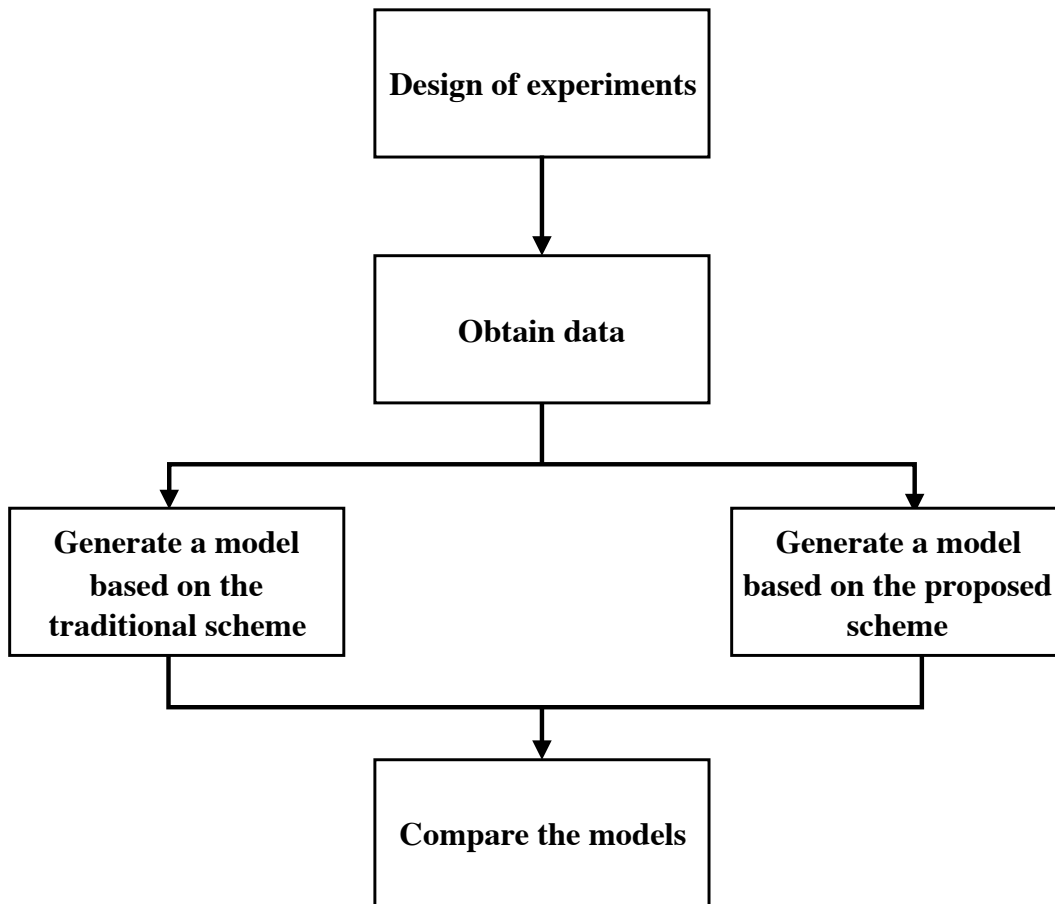 Design of experiments
Obtain data
Generate a model
based on the
traditional scheme
Generate a model
based on the proposed
scheme
Compare the models